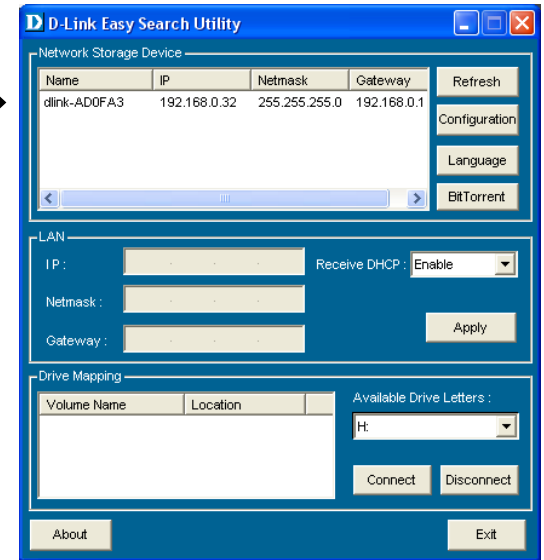 D D-Link Easy Search Utility
Network Storage Device
Name IP Netmask Gateway
dlink-AD0FA3 192.168.0.32 255.255.255.0 192.168.0.1
Refresh
Configuration
Language
BitTorrent
LAN
IP :
Receive DHCP : Enable
Netmask :
Gateway :
Apply
Drive Mapping
Volume Name Location
Available Drive Letters :
H:
Connect Disconnect
About Exit